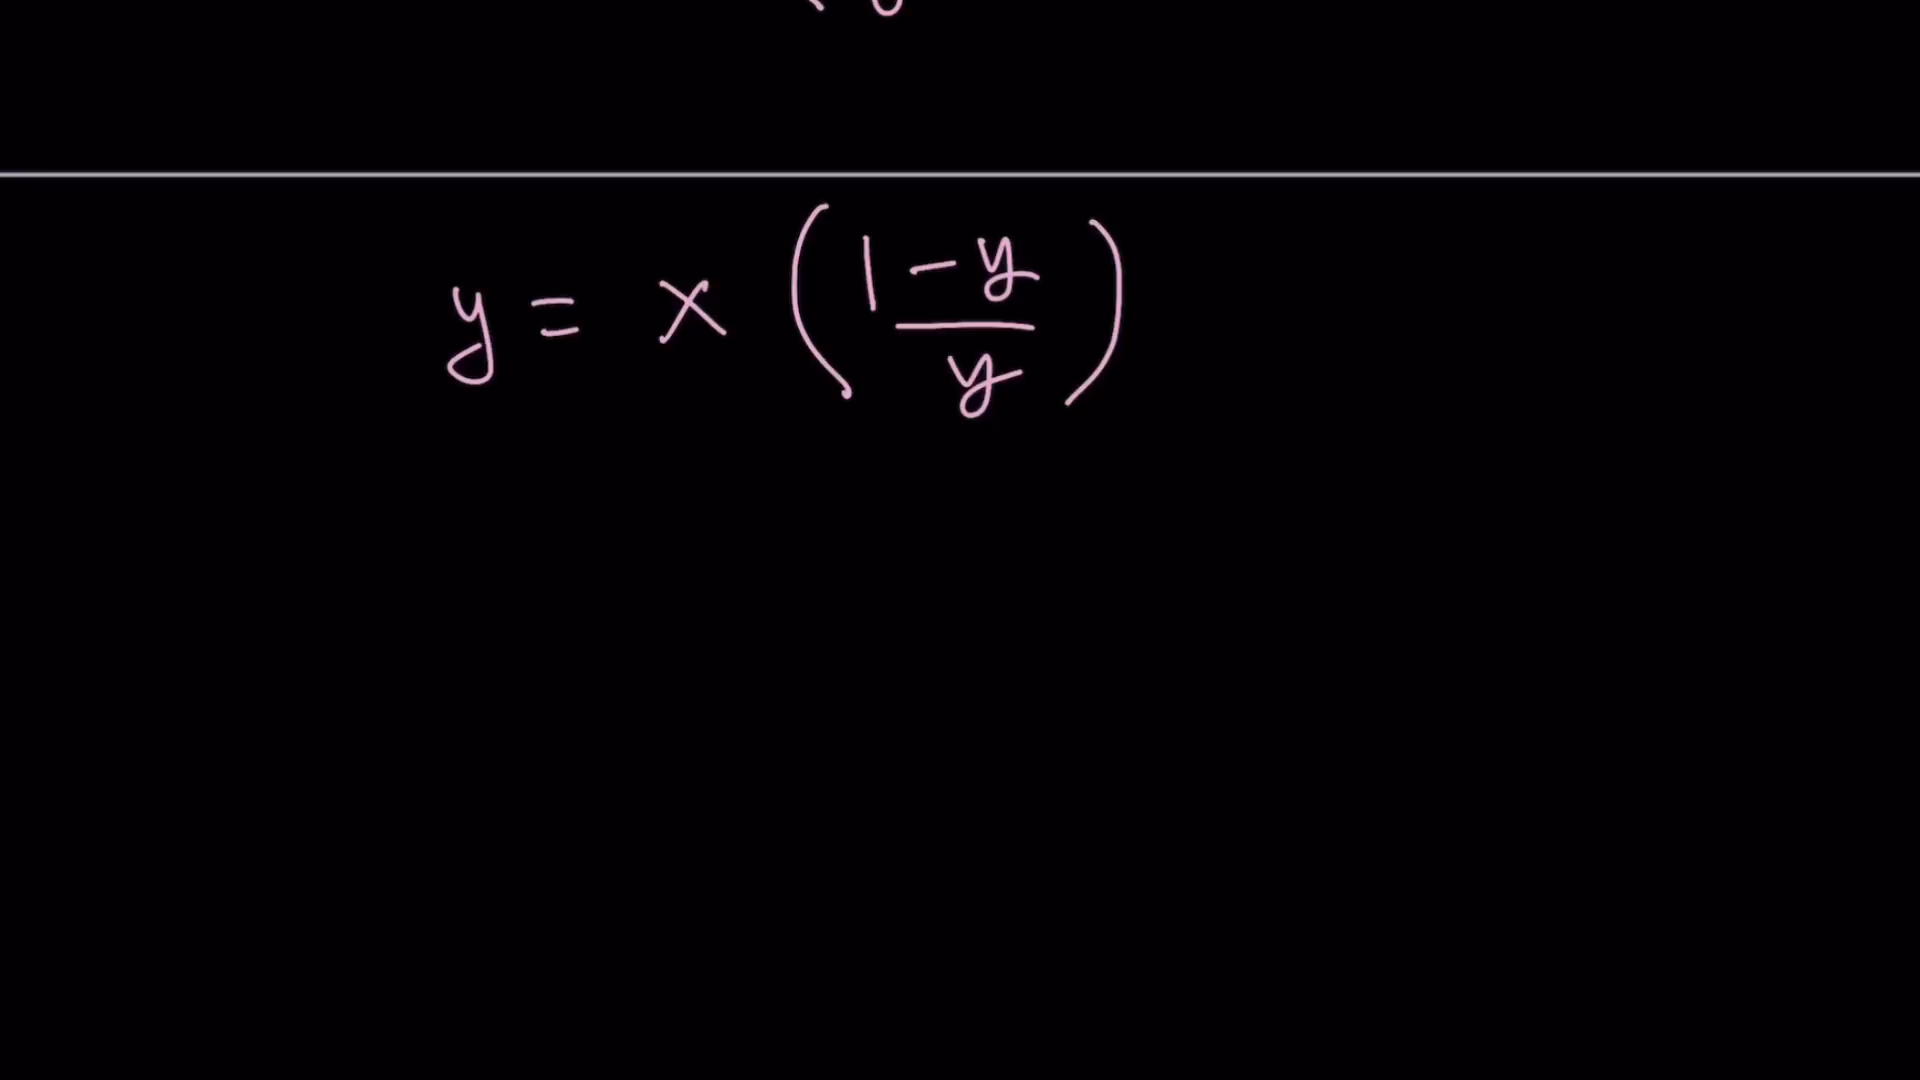 y = x ( (1 - y) / y )